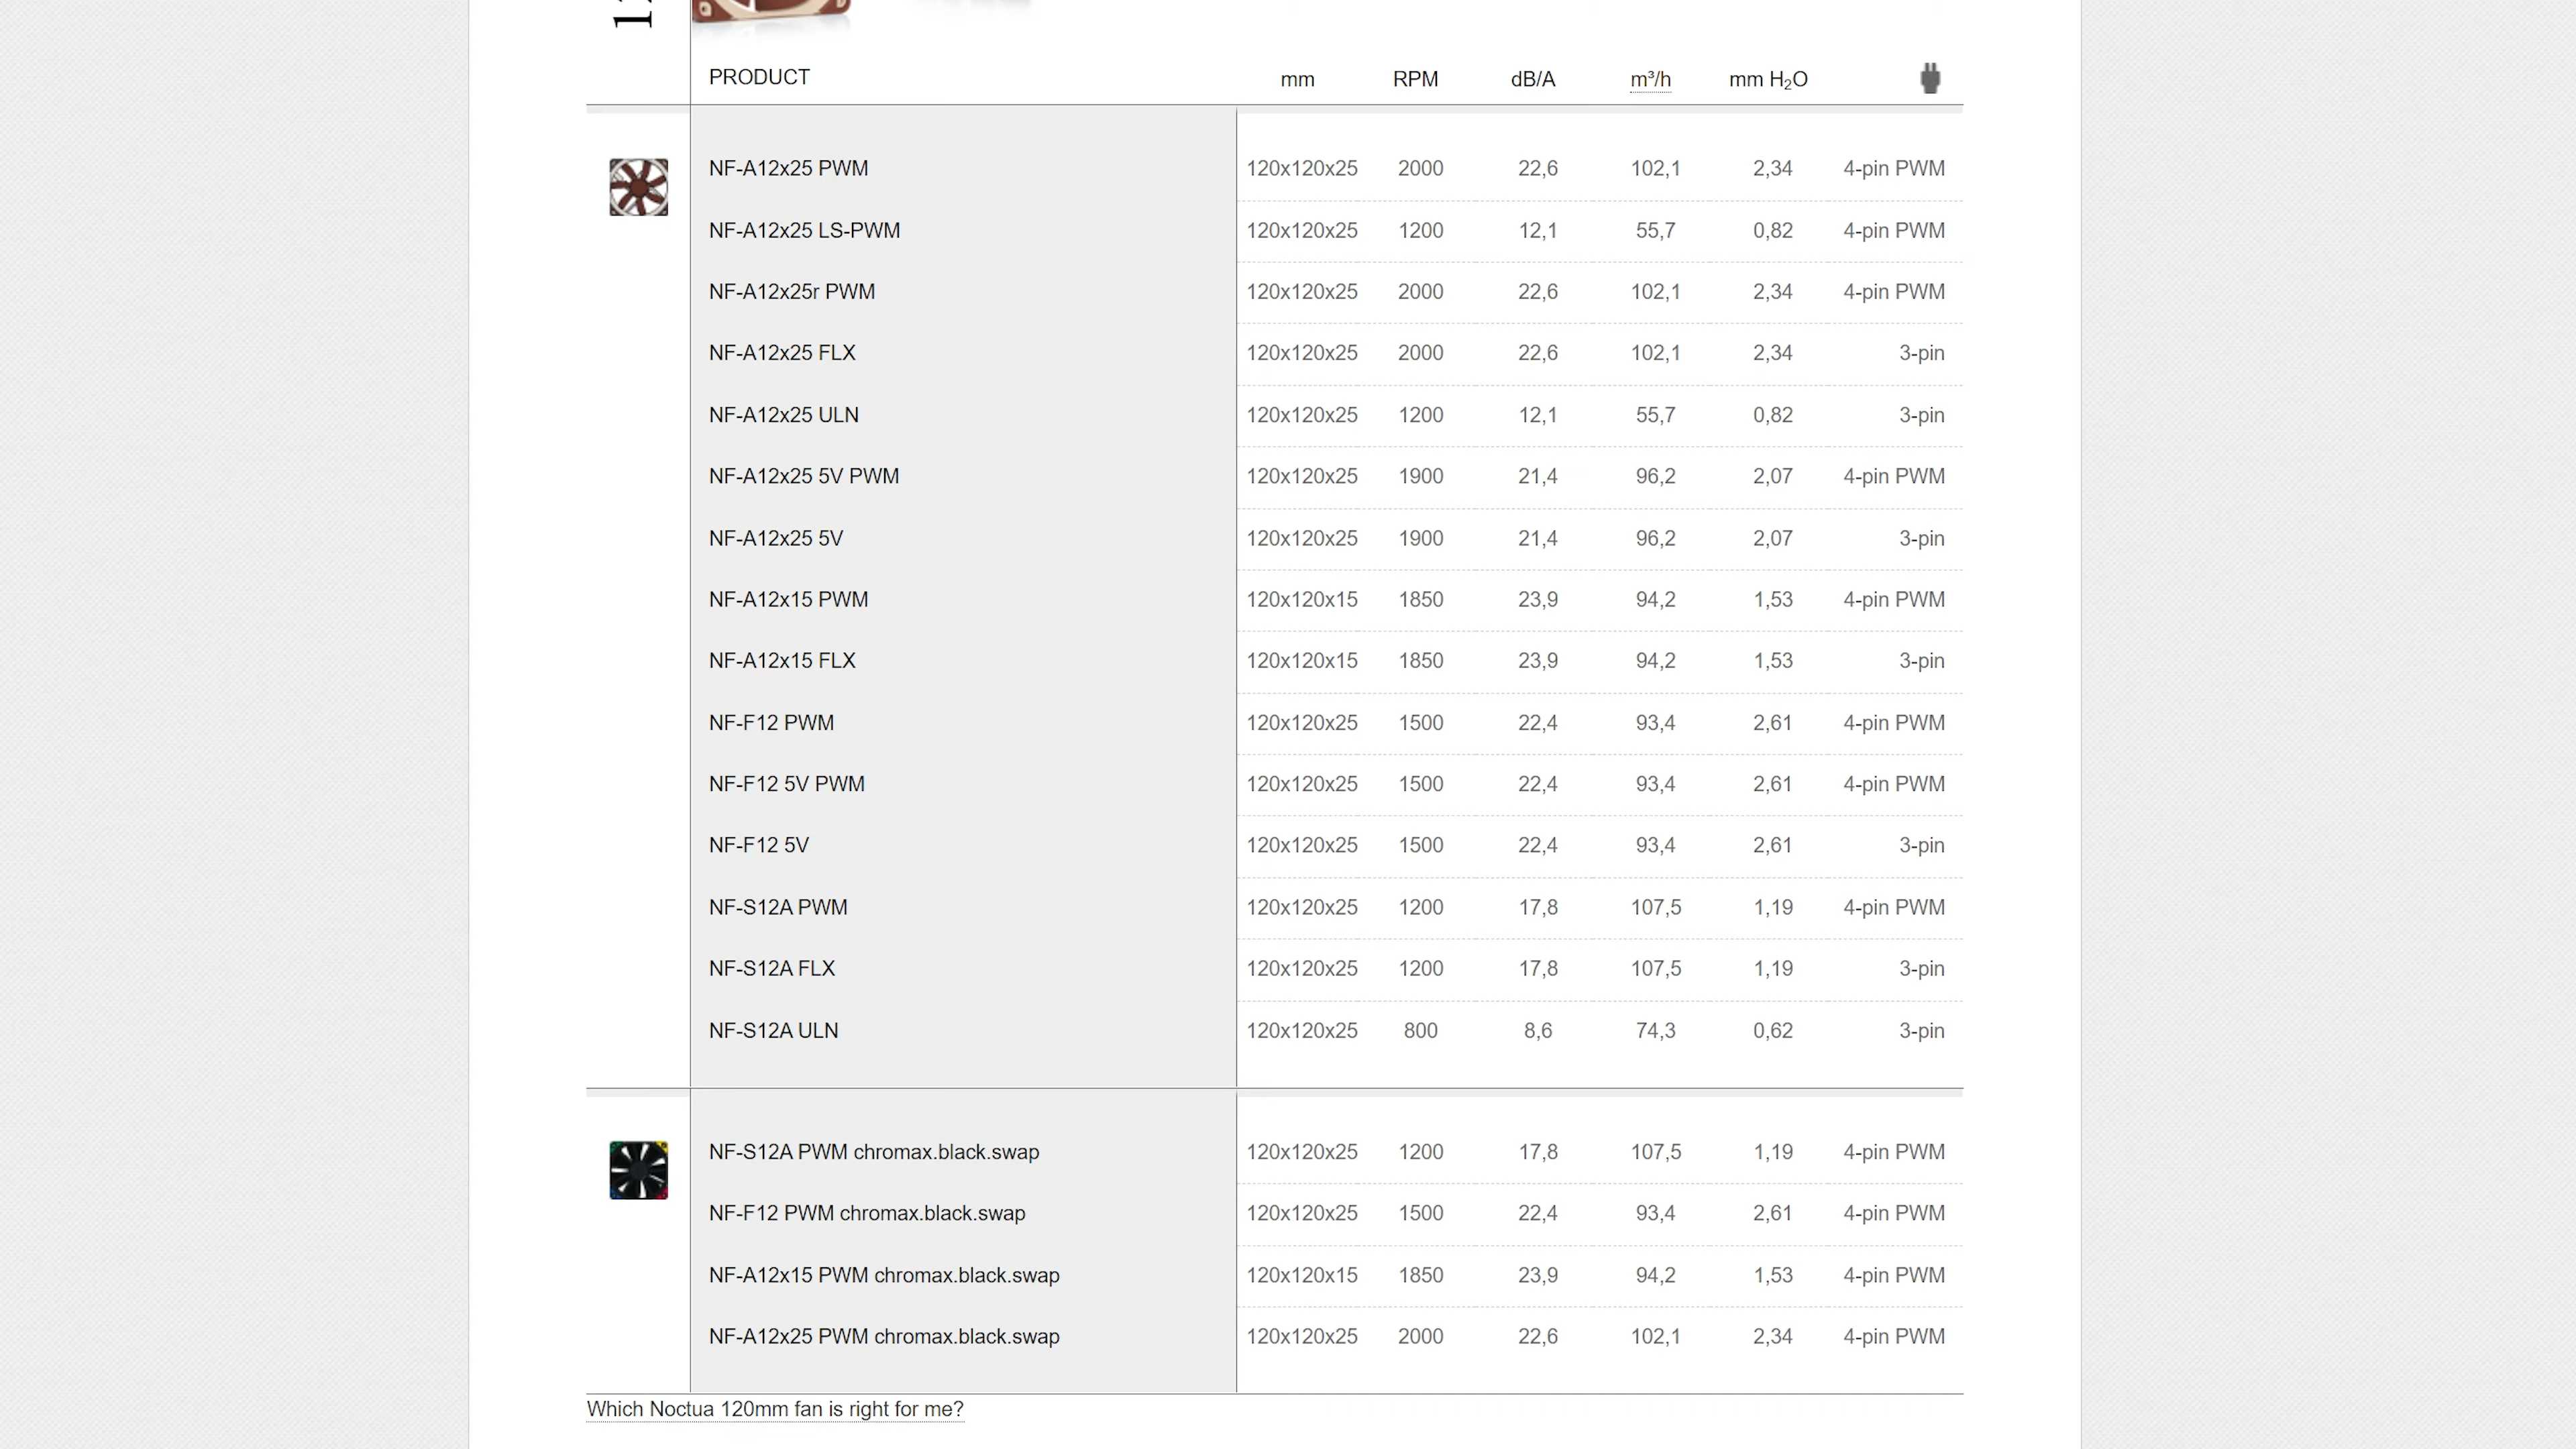 PRODUCT mm RPM dB/A m³/h mm H₂O
NF-A12x25 PWM 120x120x25 2000 22,6 102,1 2,34 4-pin PWM
NF-A12x25 LS-PWM 120x120x25 1200 12,1 55,7 0,82 4-pin PWM
NF-A12x25r PWM 120x120x25 2000 22,6 102,1 2,34 4-pin PWM
NF-A12x25 FLX 120x120x25 2000 22,6 102,1 2,34 3-pin
NF-A12x25 ULN 120x120x25 1200 12,1 55,7 0,82 3-pin
NF-A12x25 5V PWM 120x120x25 1900 21,4 96,2 2,07 4-pin PWM
NF-A12x25 5V 120x120x25 1900 21,4 96,2 2,07 3-pin
NF-A12x15 PWM 120x120x15 1850 23,9 94,2 1,53 4-pin PWM
NF-A12x15 FLX 120x120x15 1850 23,9 94,2 1,53 3-pin
NF-F12 PWM 120x120x25 1500 22,4 93,4 2,61 4-pin PWM
NF-F12 5V PWM 120x120x25 1500 22,4 93,4 2,61 4-pin PWM
NF-F12 5V 120x120x25 1500 22,4 93,4 2,61 3-pin
NF-S12A PWM 120x120x25 1200 17,8 107,5 1,19 4-pin PWM
NF-S12A FLX 120x120x25 1200 17,8 107,5 1,19 3-pin
NF-S12A ULN 120x120x25 800 8,6 74,3 0,62 3-pin
NF-S12A PWM chromax.black.swap 120x120x25 1200 17,8 107,5 1,19 4-pin PWM
NF-F12 PWM chromax.black.swap 120x120x25 1500 22,4 93,4 2,61 4-pin PWM
NF-A12x15 PWM chromax.black.swap 120x120x15 1850 23,9 94,2 1,53 4-pin PWM
NF-A12x25 PWM chromax.black.swap 120x120x25 2000 22,6 102,1 2,34 4-pin PWM
Which Noctua 120mm fan is right for me?